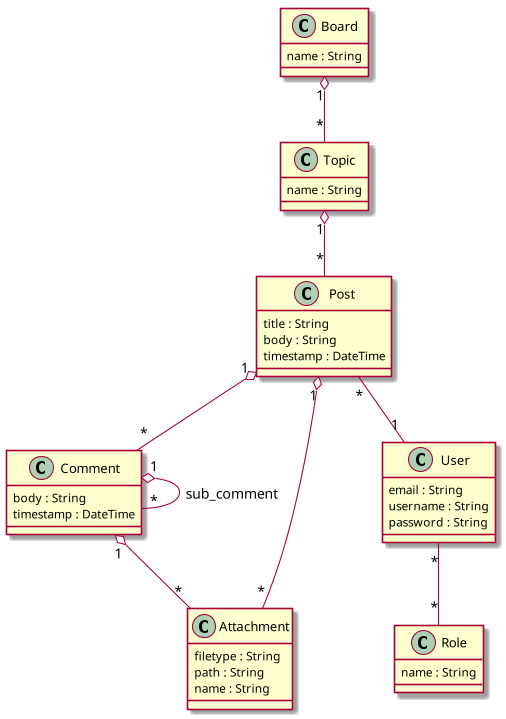 C Board
name : String
1
*
C Topic
name : String
1
*
C Post
title : String
body : String
timestamp : DateTime
1
1
*
*
1
C Comment
body : String
timestamp : DateTime
1
*
sub_comment
1
*
*
C User
email : String
username : String
password : String
*
*
C Attachment
filetype : String
path : String
name : String
C Role
name : String